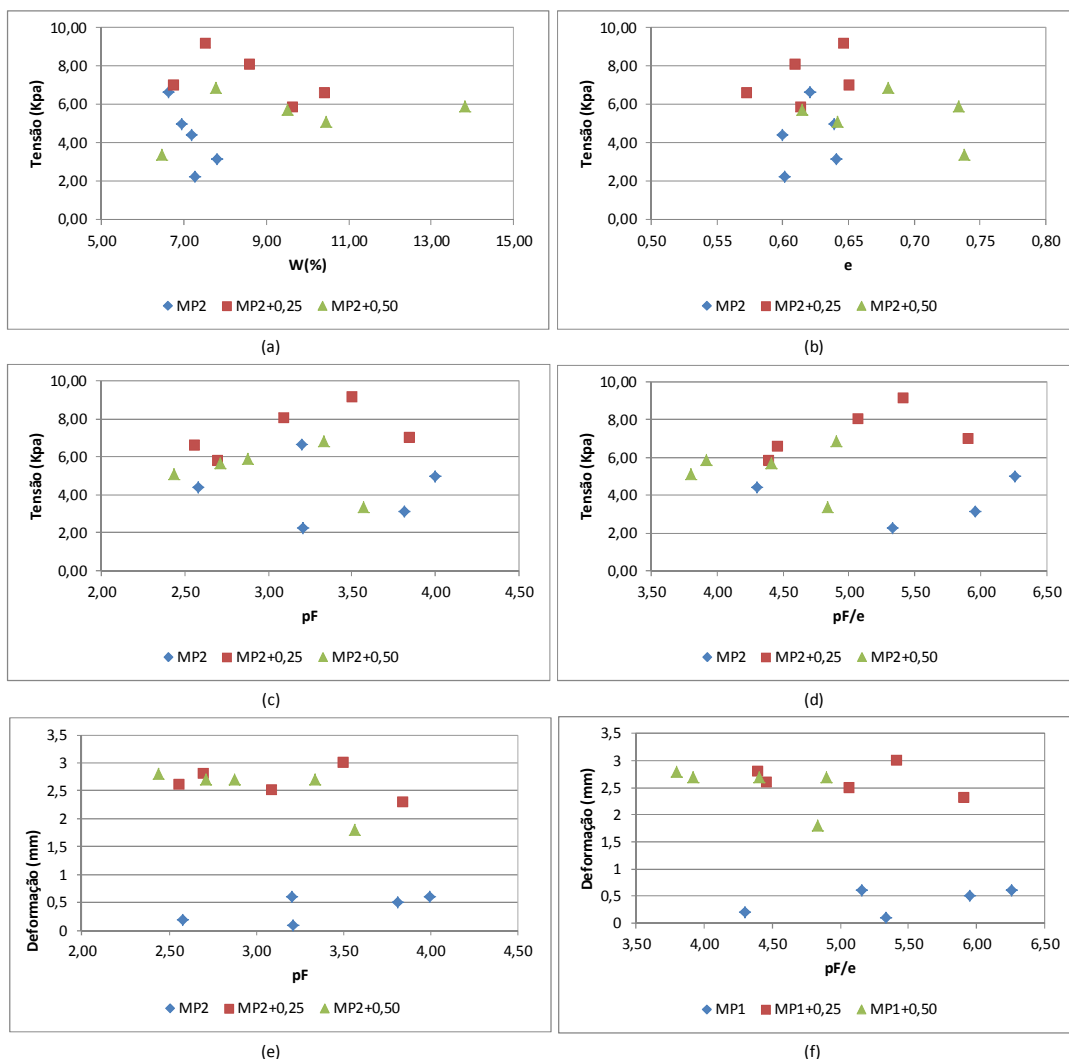 10,00
8,00
6,00
4,00
2,00
0,00
Tensão (Kpa)
5,00 7,00 9,00 11,00 13,00 15,00
W(%)
MP2 MP2+0,25 MP2+0,50
(a)
10,00
8,00
6,00
4,00
2,00
0,00
Tensão (Kpa)
0,50 0,55 0,60 0,65 0,70 0,75 0,80
e
MP2 MP2+0,25 MP2+0,50
(b)
10,00
8,00
6,00
4,00
2,00
0,00
Tensão (Kpa)
2,00 2,50 3,00 3,50 4,00 4,50
pF
MP2 MP2+0,25 MP2+0,50
(c)
10,00
8,00
6,00
4,00
2,00
0,00
Tensão (Kpa)
3,50 4,00 4,50 5,00 5,50 6,00 6,50
pF/e
MP2 MP2+0,25 MP2+0,50
(d)
3,5
3
2,5
2
1,5
1
0,5
0
Deformação (mm)
2,00 2,50 3,00 3,50 4,00 4,50
pF
MP2 MP2+0,25 MP2+0,50
(e)
3,5
3
2,5
2
1,5
1
0,5
0
Deformação (mm)
3,50 4,00 4,50 5,00 5,50 6,00 6,50
pF/e
MP1 MP1+0,25 MP1+0,50
(f)